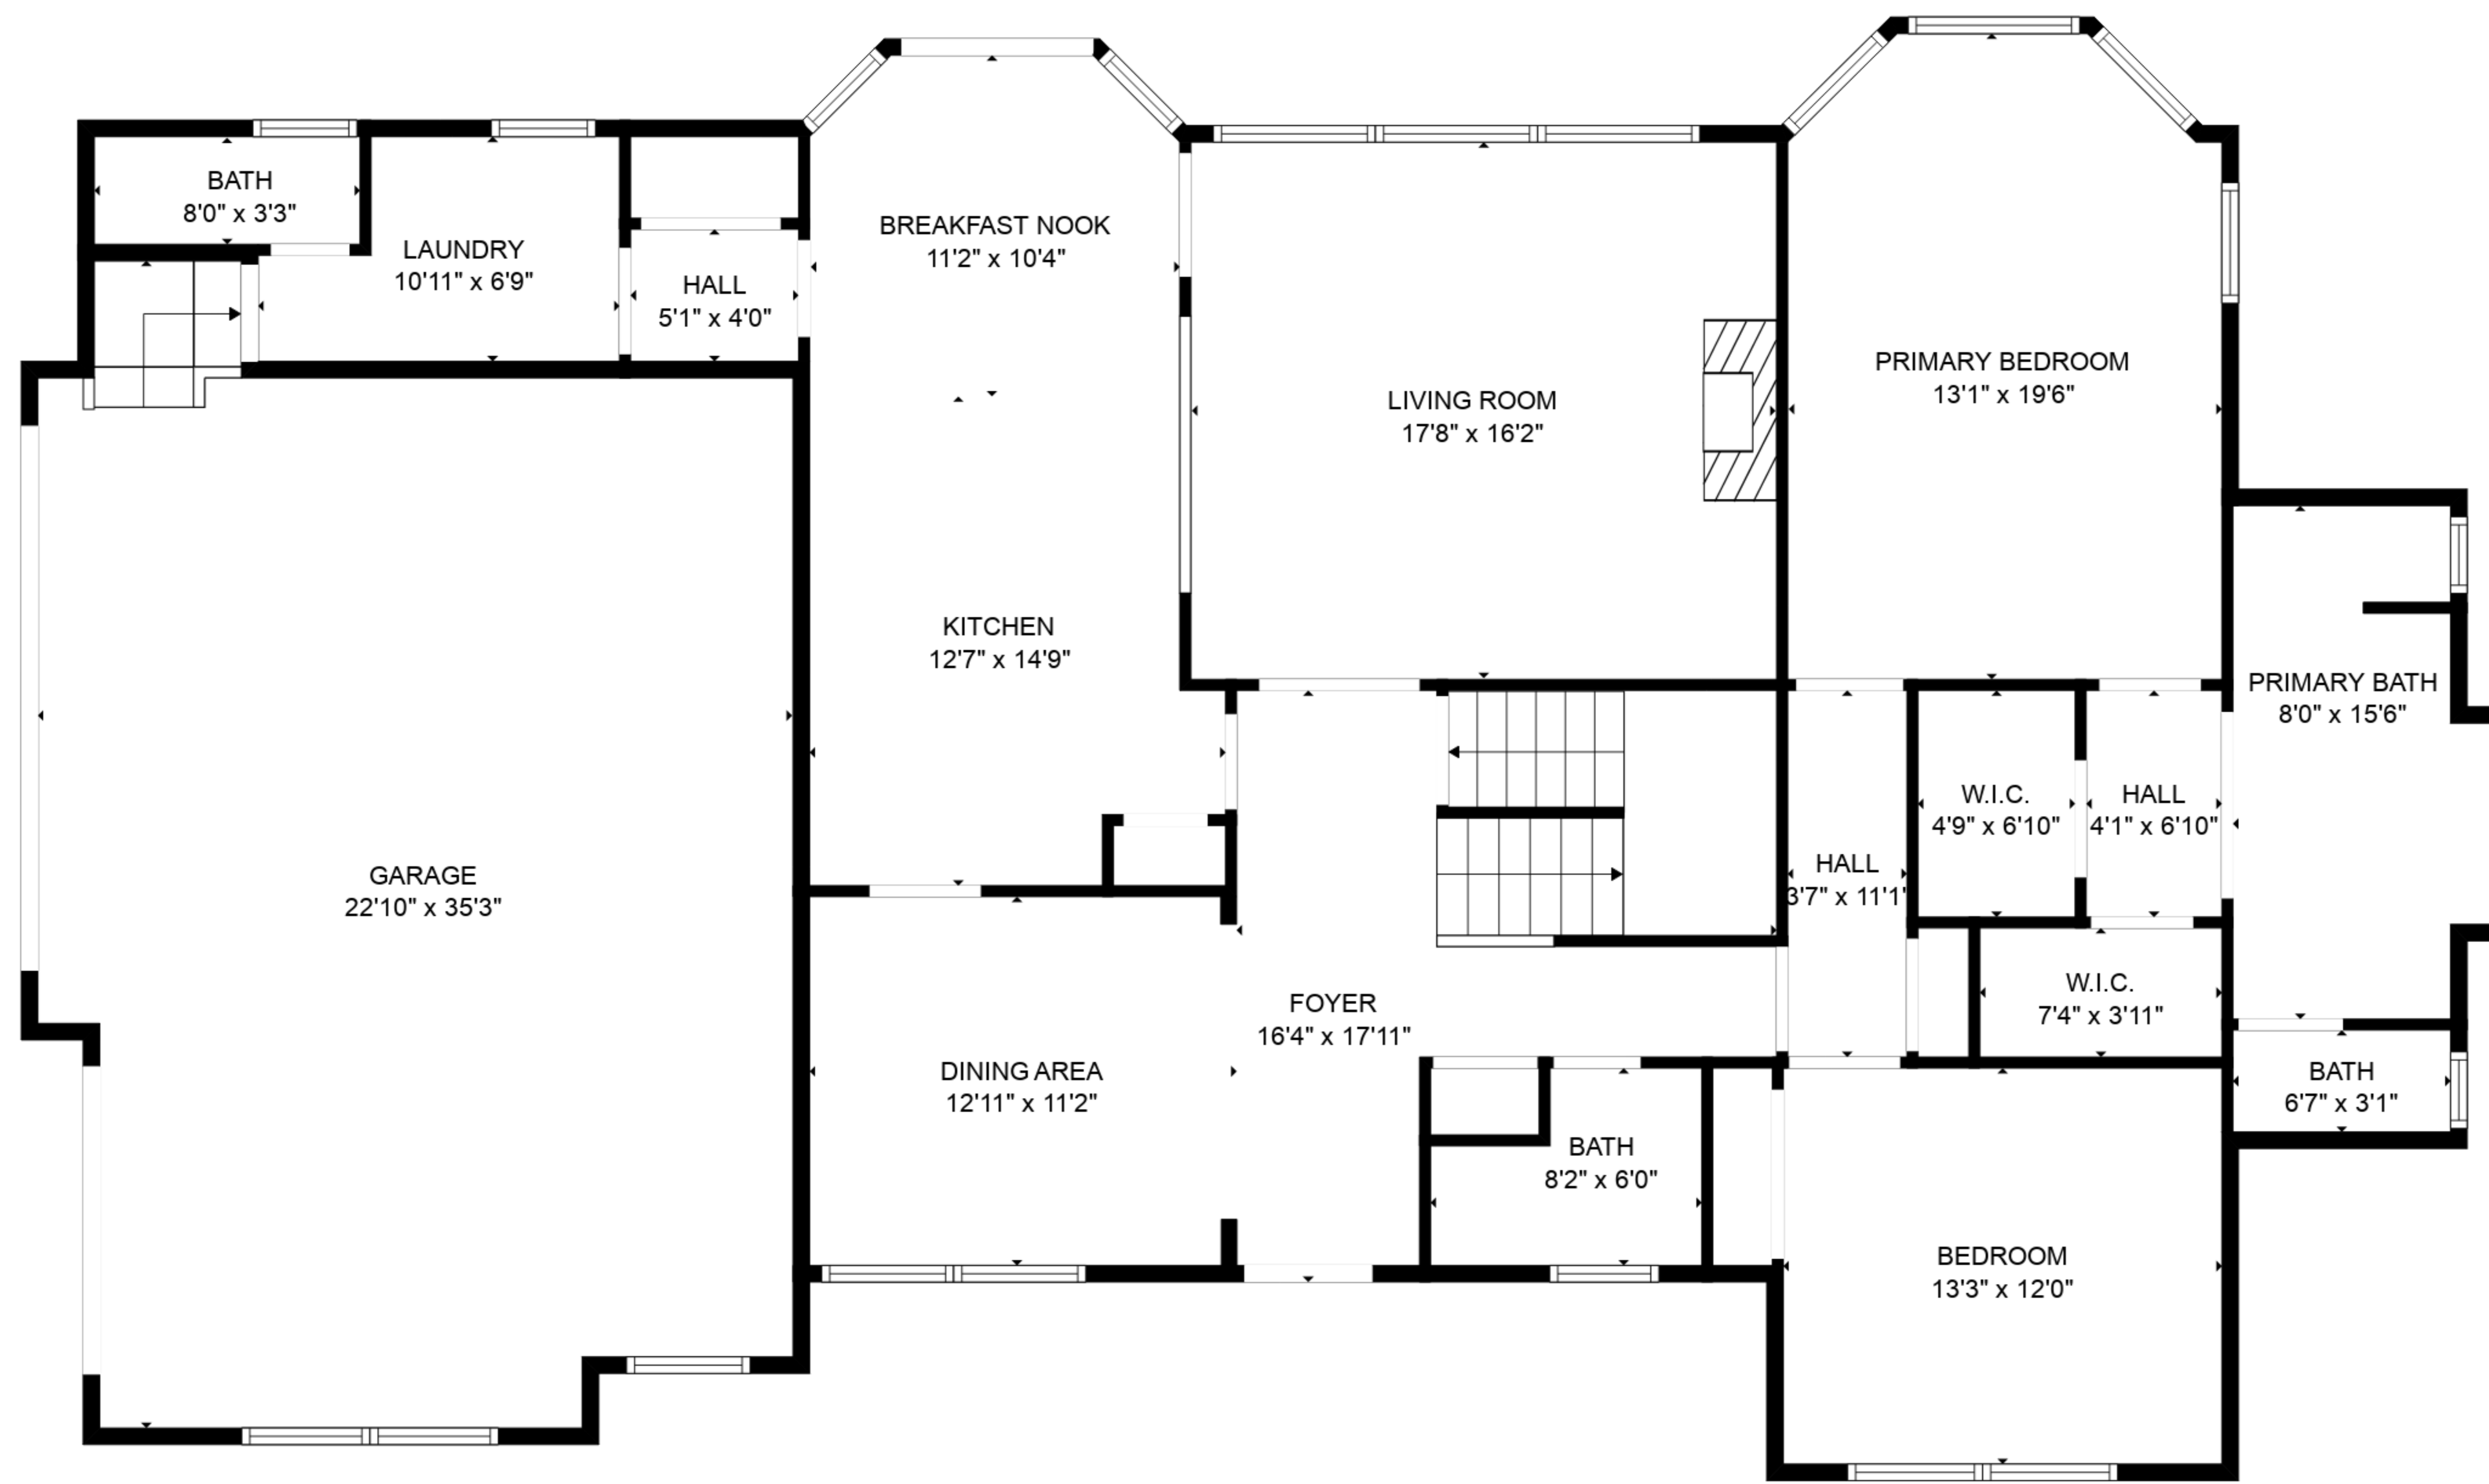 BATH
8'0" x 3'3"
LAUNDRY
10'11" x 6'9"
HALL
5'1" x 4'0"
BREAKFAST NOOK
11'2" x 10'4"
LIVING ROOM
17'8" x 16'2"
PRIMARY BEDROOM
13'1" x 19'6"
KITCHEN
12'7" x 14'9"
PRIMARY BATH
8'0" x 15'6"
W.I.C.
4'9" x 6'10"
HALL
4'1" x 6'10"
HALL
3'7" x 11'1'
GARAGE
22'10" x 35'3"
FOYER
16'4" x 17'11"
W.I.C.
7'4" x 3'11"
DINING AREA
12'11" x 11'2"
BATH
6'7" x 3'1"
BATH
8'2" x 6'0"
BEDROOM
13'3" x 12'0"